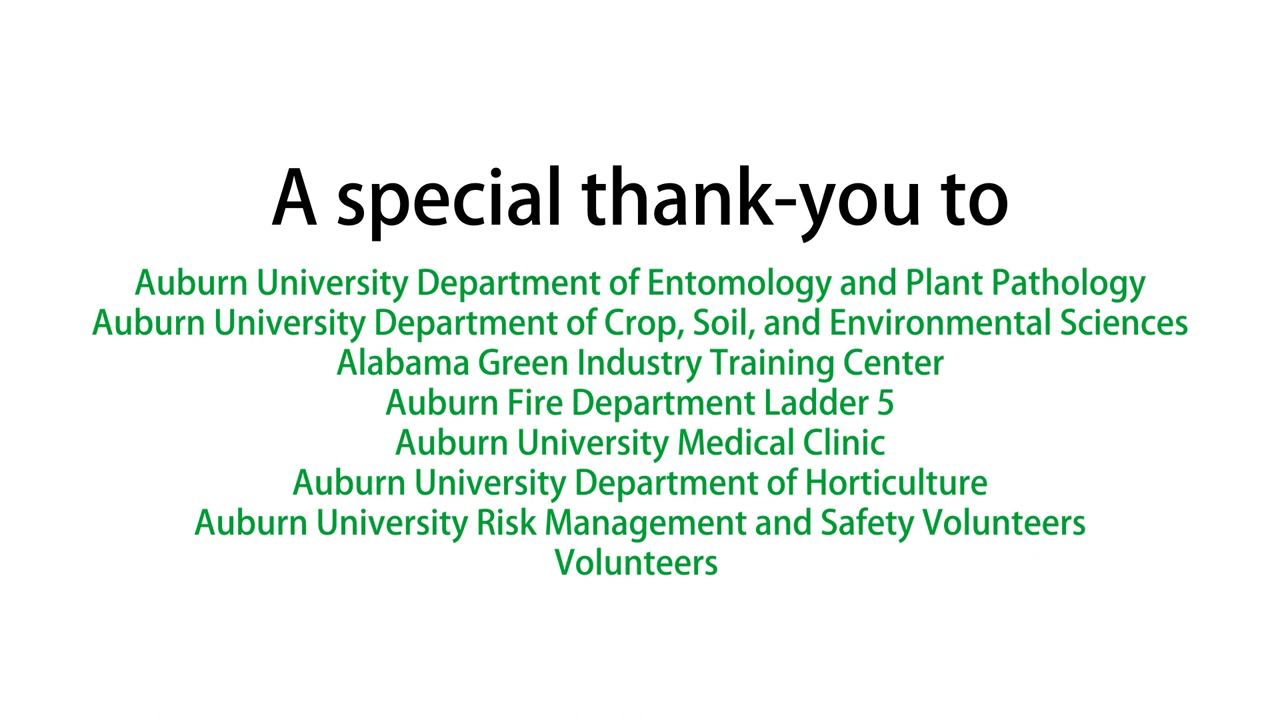 A special thank-you to
Auburn University Department of Entomology and Plant Pathology
Auburn University Department of Crop, Soil, and Environmental Sciences
Alabama Green Industry Training Center
Auburn Fire Department Ladder 5
Auburn University Medical Clinic
Auburn University Department of Horticulture
Auburn University Risk Management and Safety Volunteers
Volunteers